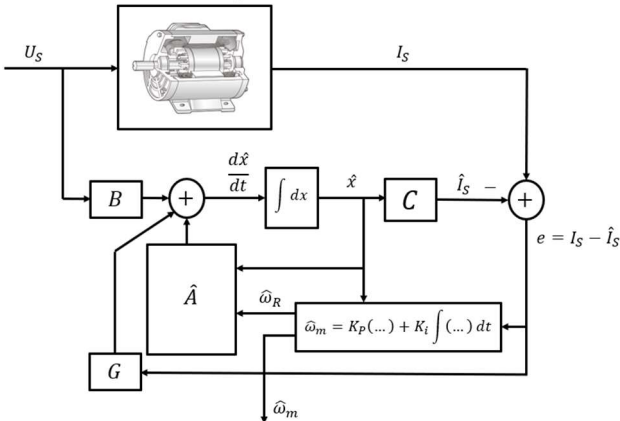 U_S
I_S
B
+
dx̂/dt
∫ dx
x̂
C
Î_S
−
+
e = I_S − Î_S
Â
ω̂_R
ω̂_m = K_P(…) + K_i ∫(…) dt
G
ω̂_m